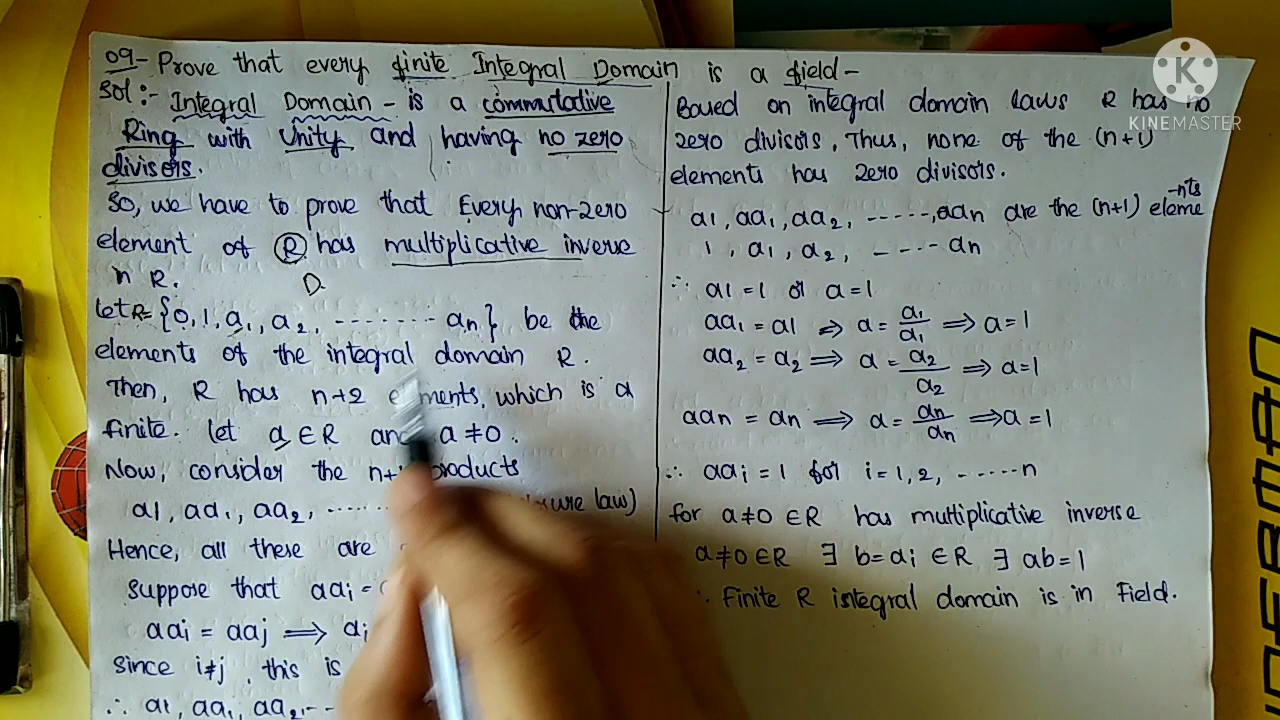 09- Prove that every finite Integral Domain is a field-
Sol:- Integral Domain - is a commutative
Ring with Unity and having no zero
divisors.
So, we have to prove that Every non-zero
element of R has multiplicative inverse
n R.
D
let R={0,1,a1, a2, -------- an} be the
elements of the integral domain R.
Then, R has n+2 elements, which is a
finite. let a ∈ R and a ≠ 0.
Now, consider the n+1 products
a1, aa1, aa2, ------ law)
Hence, all these are
Suppose that aai =
aai = aaj ⟹ ai
Since i≠j, this is
∴ a1, aa1, aa2, --
Based on integral domain laws R has no
zero divisors, Thus, none of the (n+1)
elements has zero divisors.
a1, aa1, aa2, ------, aan are the (n+1) eleme
-nts
1, a1, a2, ----- an
∴ a1 = 1 or a = 1
aa1 = a1 ⇒ a = a1/a1 ⟹ a = 1
aa2 = a2 ⟹ a = a2/a2 ⟹ a = 1
aan = an ⟹ a = an/an ⟹ a = 1
∴ aai = 1 for i = 1, 2, ------ n
for a≠0 ∈ R has multiplicative inverse
a≠0 ∈ R ∃ b = ai ∈ R ∃ ab = 1
∴ Finite R integral domain is in Field.
K
KINEMASTER